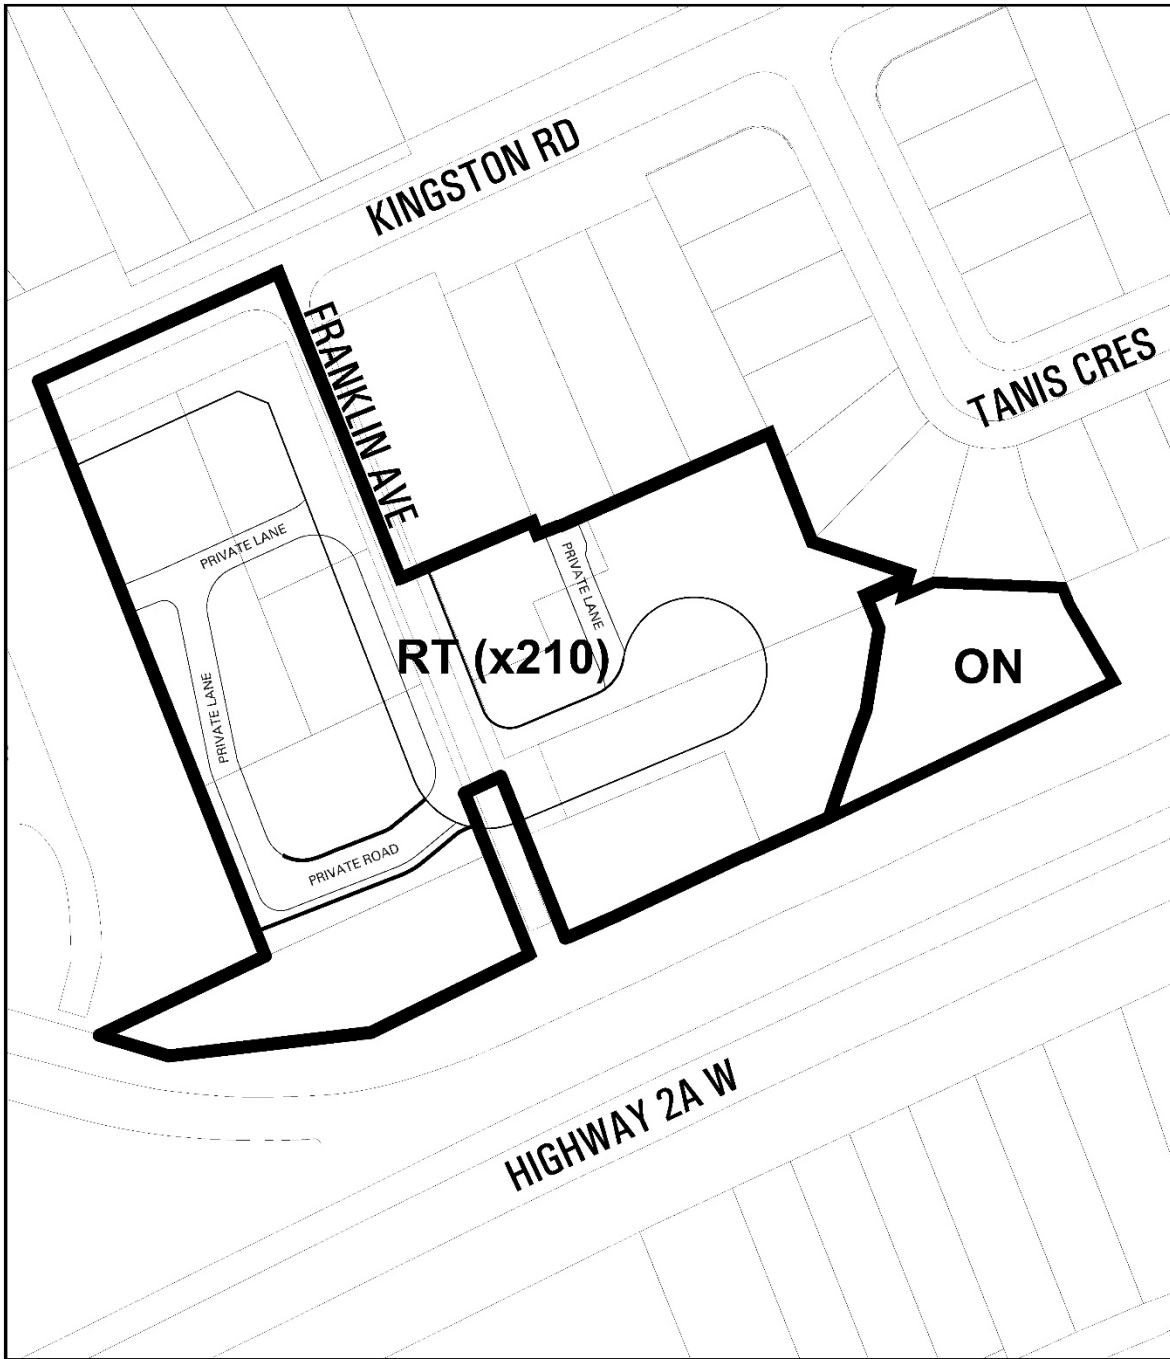 KINGSTON RD
FRANKLIN AVE
TANIS CRES
PRIVATE LANE
PRIVATE LANE
RT (x210)
ON
PRIVATE LANE
PRIVATE ROAD
HIGHWAY 2A W